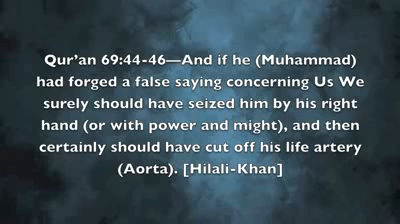 Qur'an 69:44-46—And if he (Muhammad)
had forged a false saying concerning Us We
surely should have seized him by his right
hand (or with power and might), and then
certainly should have cut off his life artery
(Aorta). [Hilali-Khan]